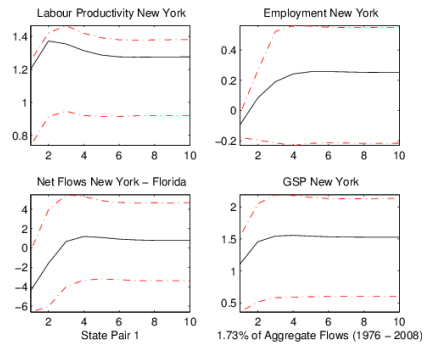 Labour Productivity New York
1.4
1.2
1
0.8
2 4 6 8 10
Employment New York
0.6
0.4
0.2
0
−0.2
2 4 6 8 10
Net Flows New York − Florida
4
2
0
−2
−4
−6
2 4 6 8 10
State Pair 1
GSP New York
2
1.5
1
0.5
2 4 6 8 10
1.73% of Aggregate Flows (1976 − 2008)